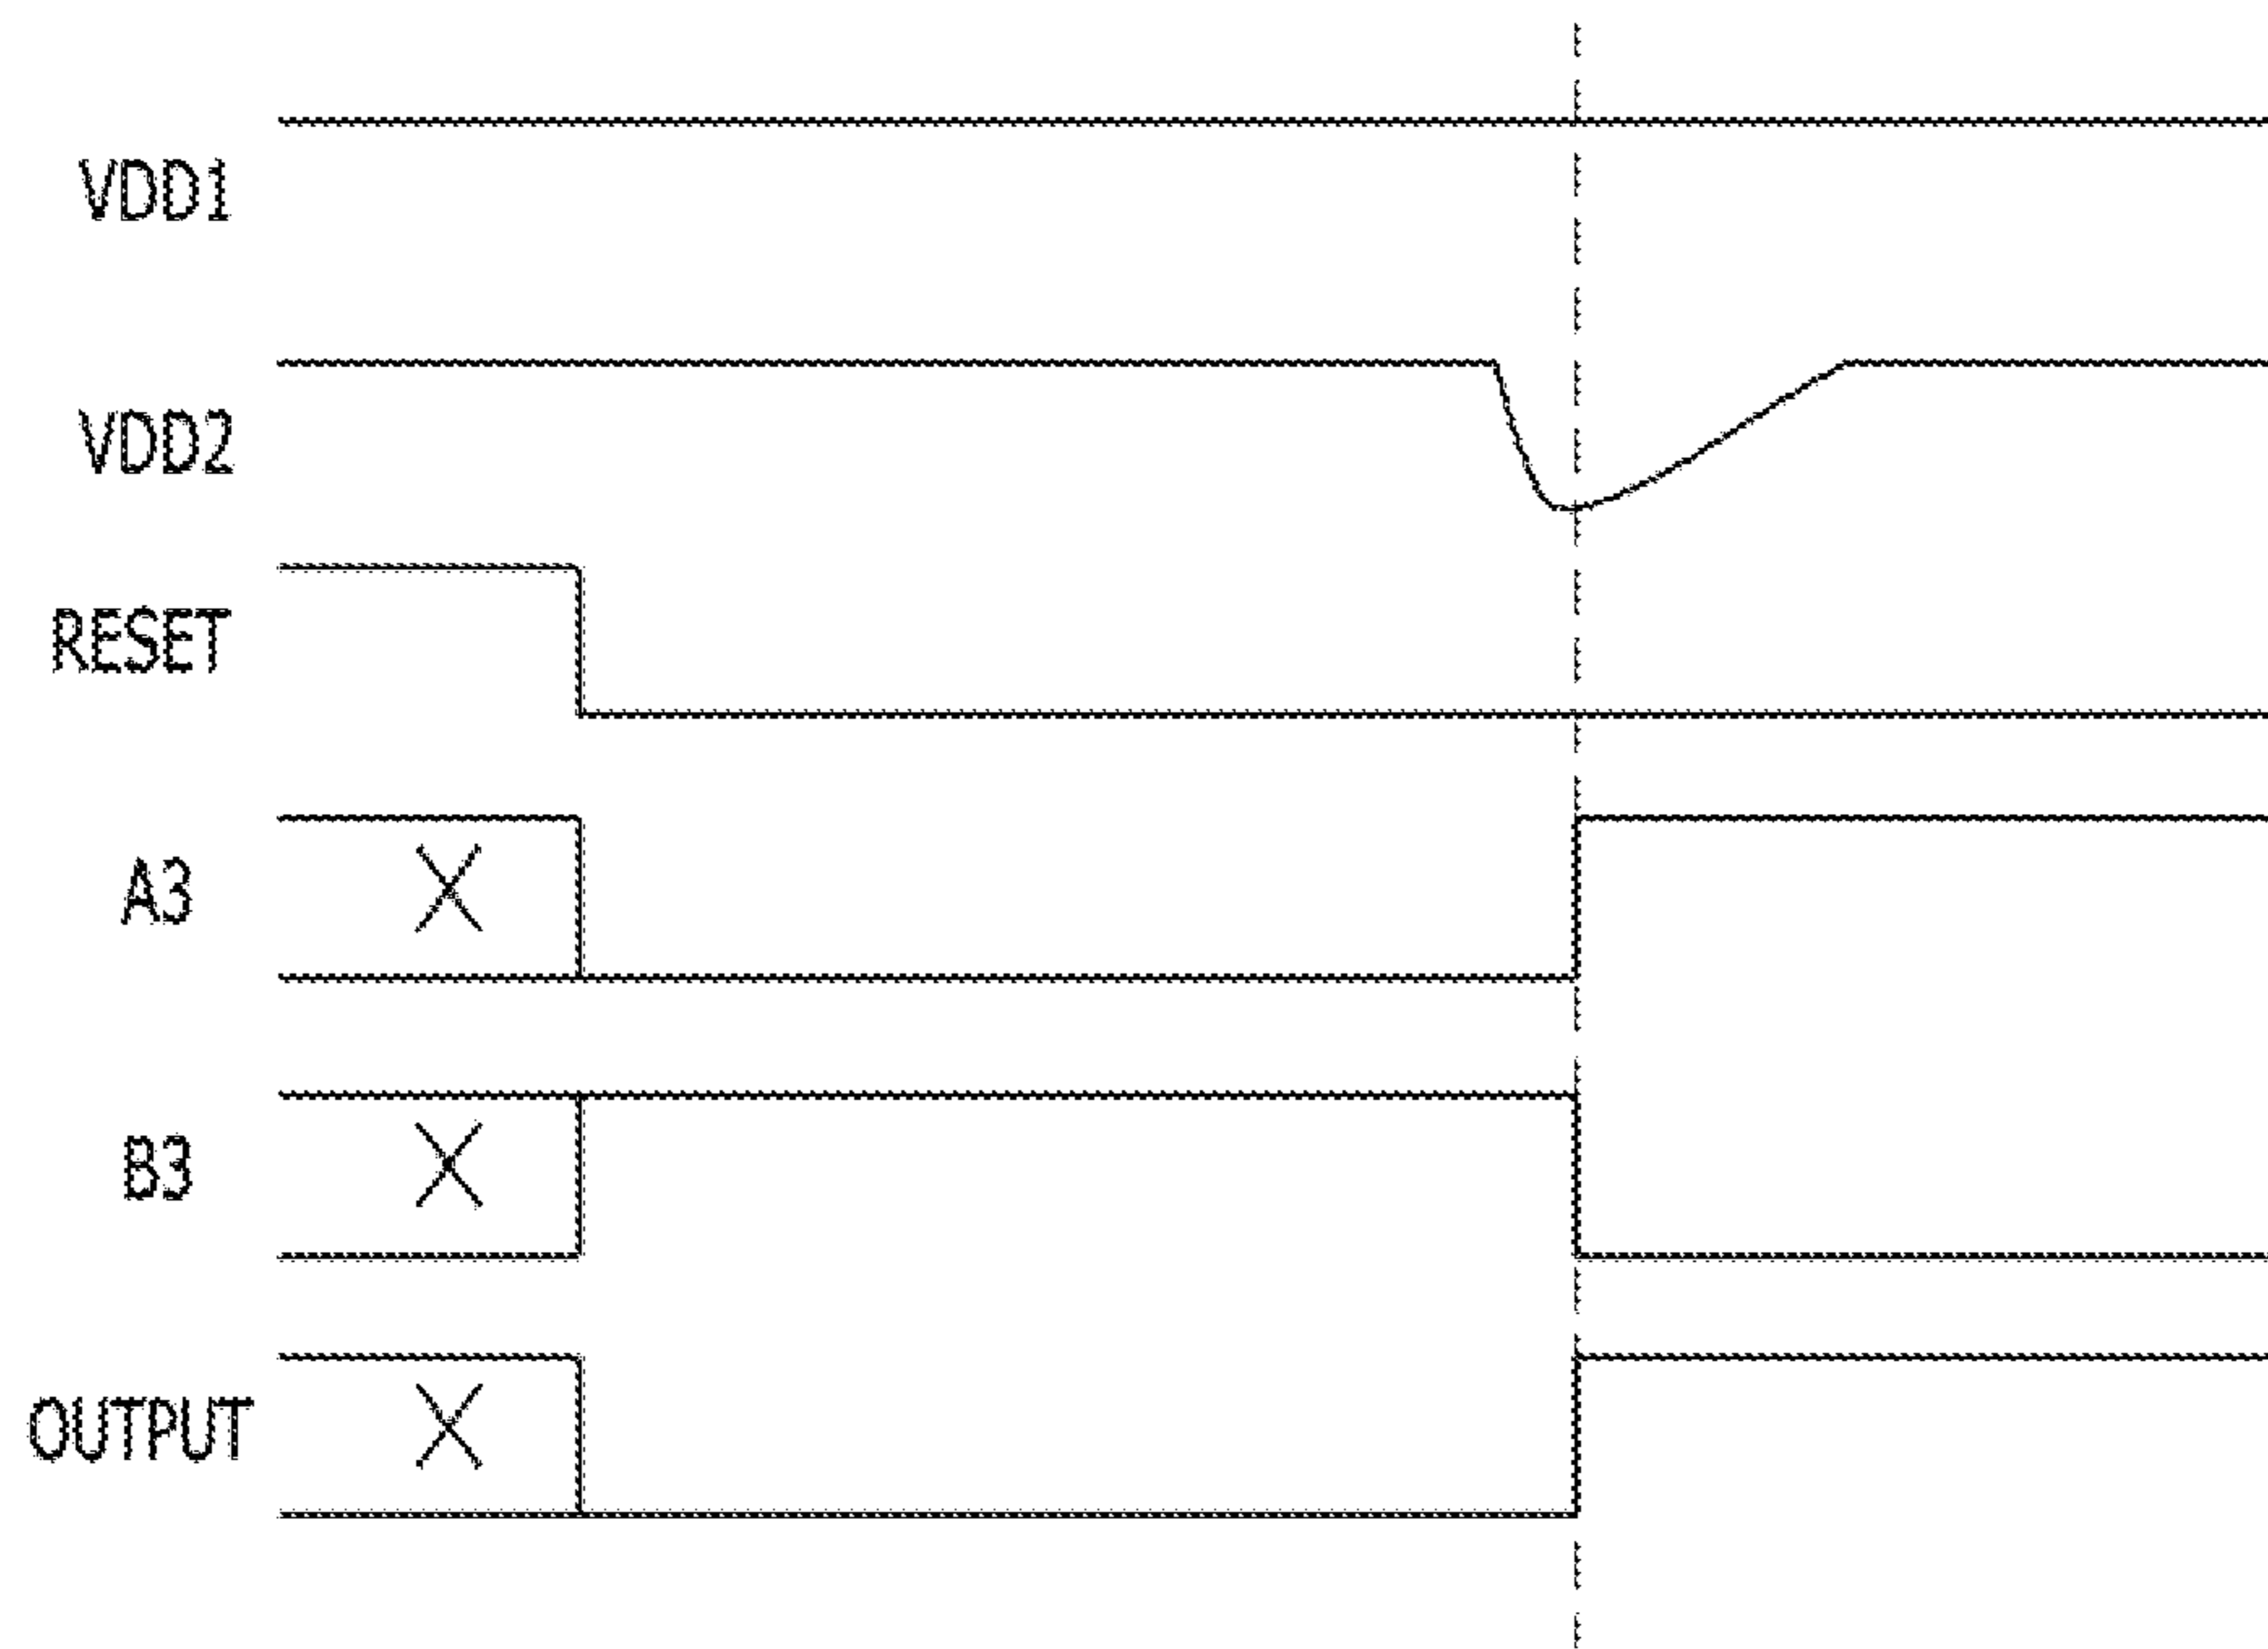 VDD1
VDD2
RESET
A3
X
B3
X
OUTPUT
X